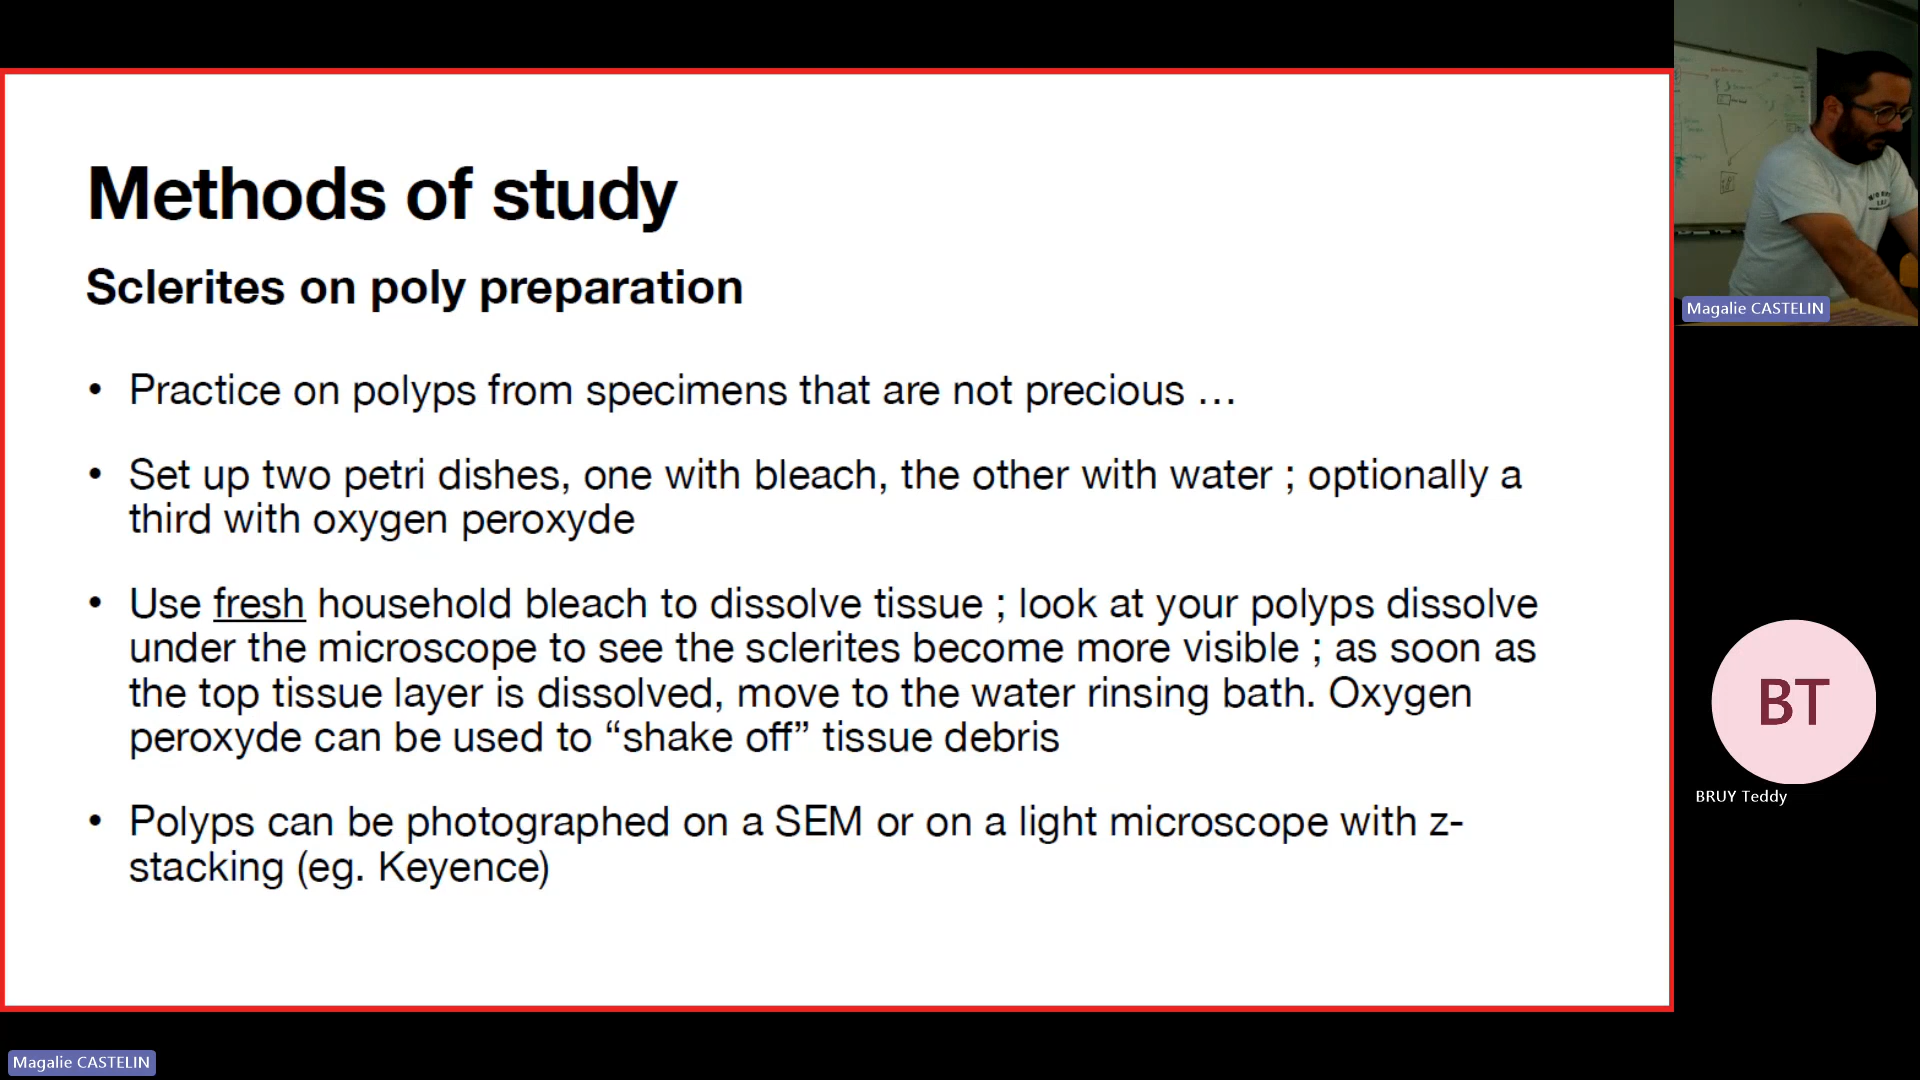 Methods of study
Sclerites on poly preparation
• Practice on polyps from specimens that are not precious …
• Set up two petri dishes, one with bleach, the other with water ; optionally a
third with oxygen peroxyde
• Use fresh household bleach to dissolve tissue ; look at your polyps dissolve
under the microscope to see the sclerites become more visible ; as soon as
the top tissue layer is dissolved, move to the water rinsing bath. Oxygen
peroxyde can be used to “shake off” tissue debris
• Polyps can be photographed on a SEM or on a light microscope with z-
stacking (eg. Keyence)
Magalie CASTELIN
BT
BRUY Teddy
Magalie CASTELIN